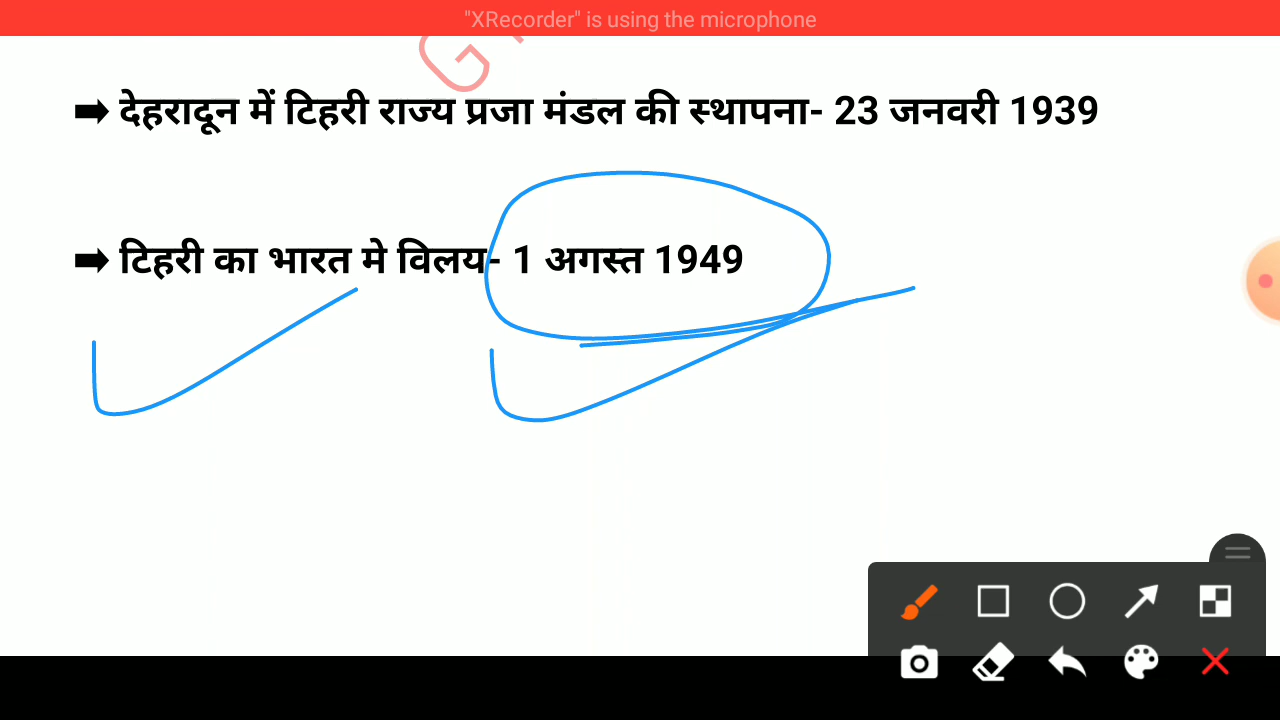 "XRecorder" is using the microphone
➡ देहरादून में टिहरी राज्य प्रजा मंडल की स्थापना- 23 जनवरी 1939
➡ टिहरी का भारत मे विलय- 1 अगस्त 1949